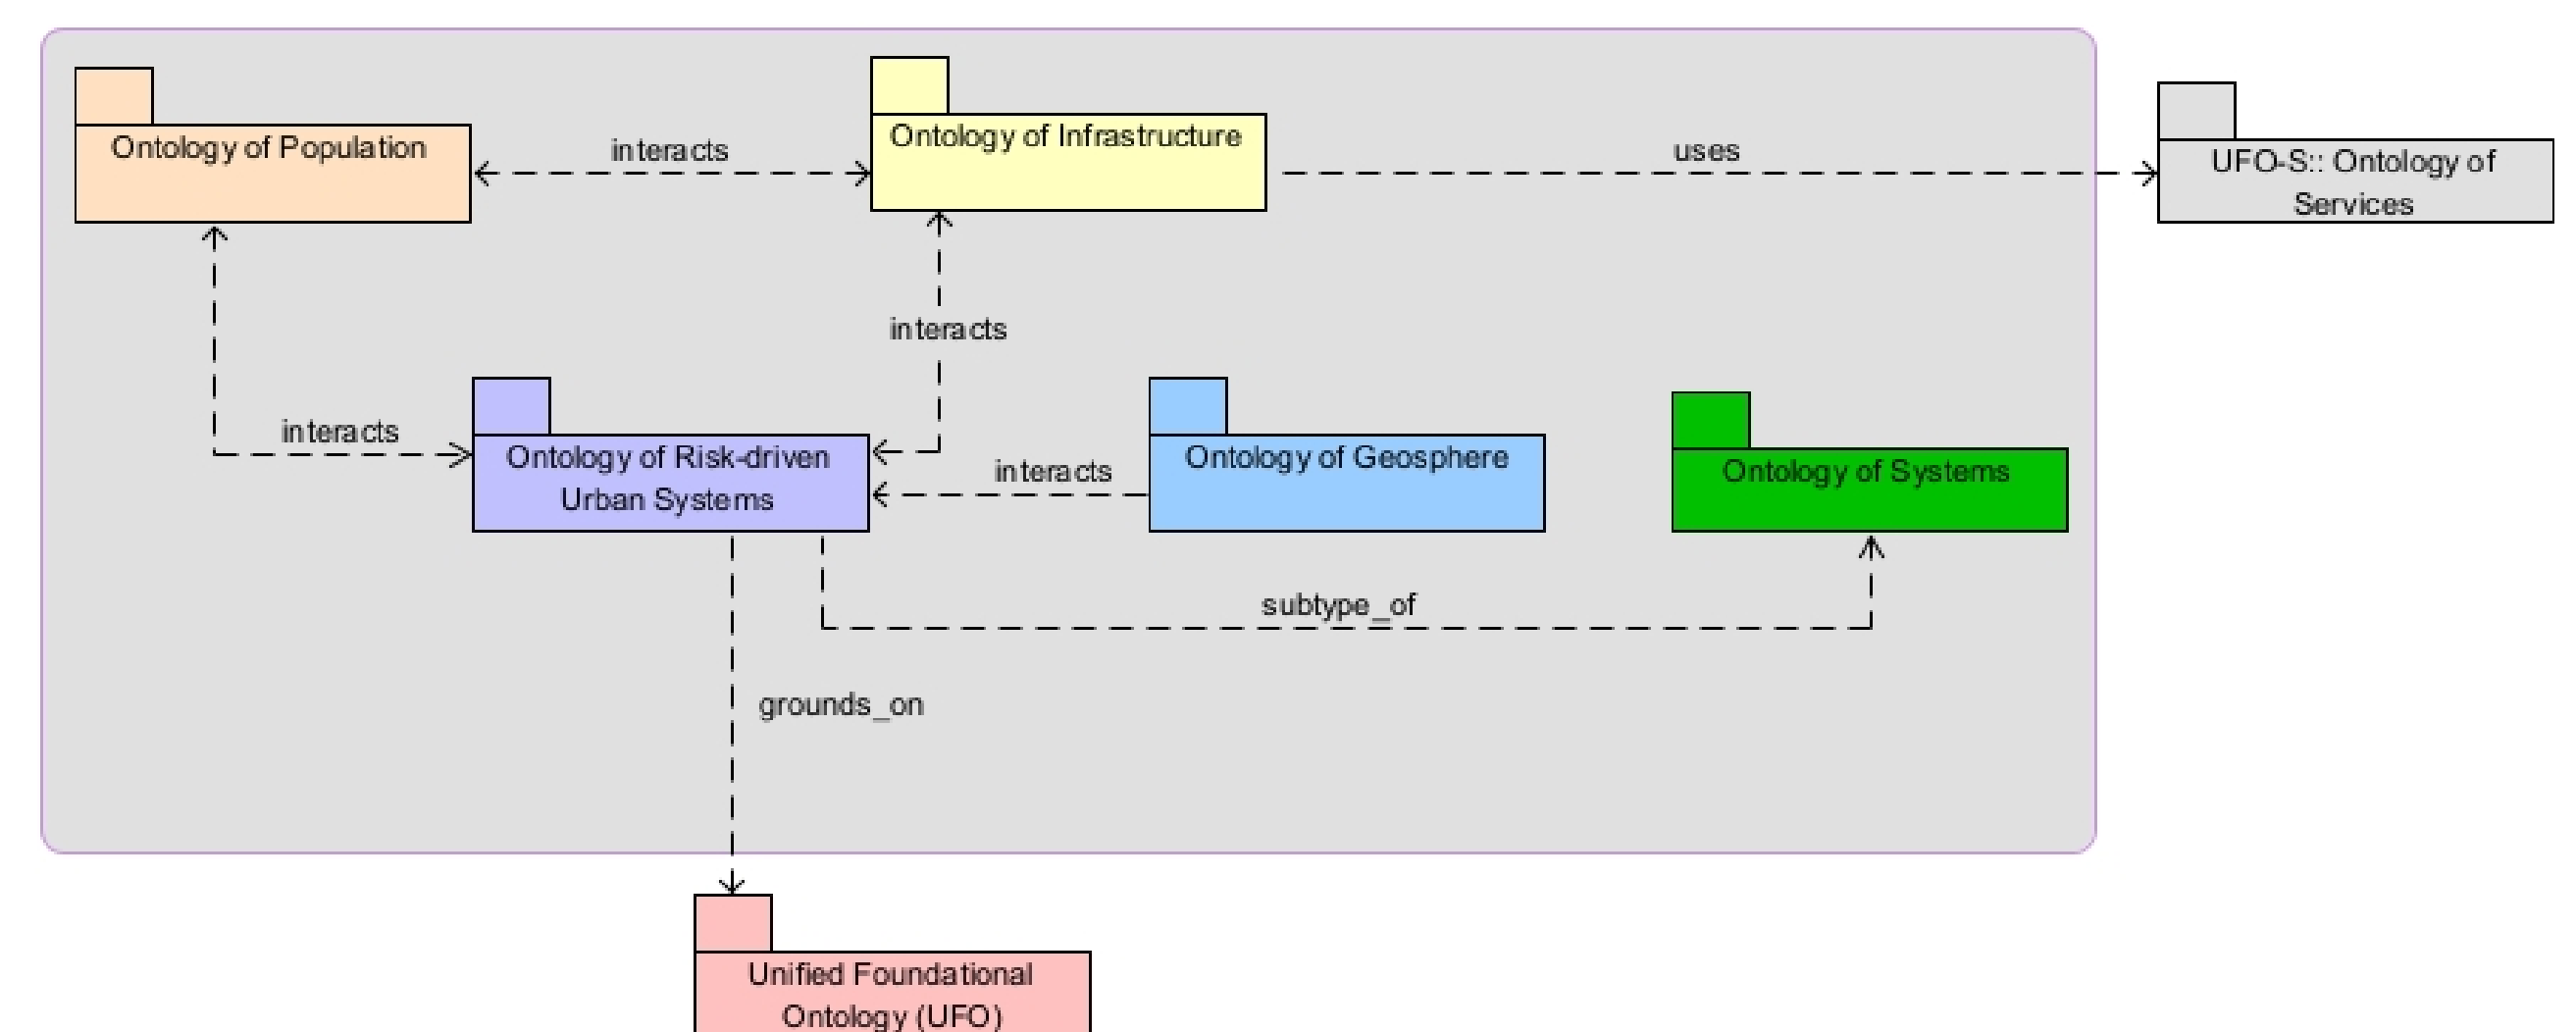 Ontology of Population
interacts
Ontology of Infrastructure
uses
UFO-S:: Ontology of
Services
interacts
interacts
Ontology of Risk-driven
Urban Systems
interacts
Ontology of Geosphere
Ontology of Systems
subtype_of
grounds_on
Unified Foundational
Ontology (UFO)